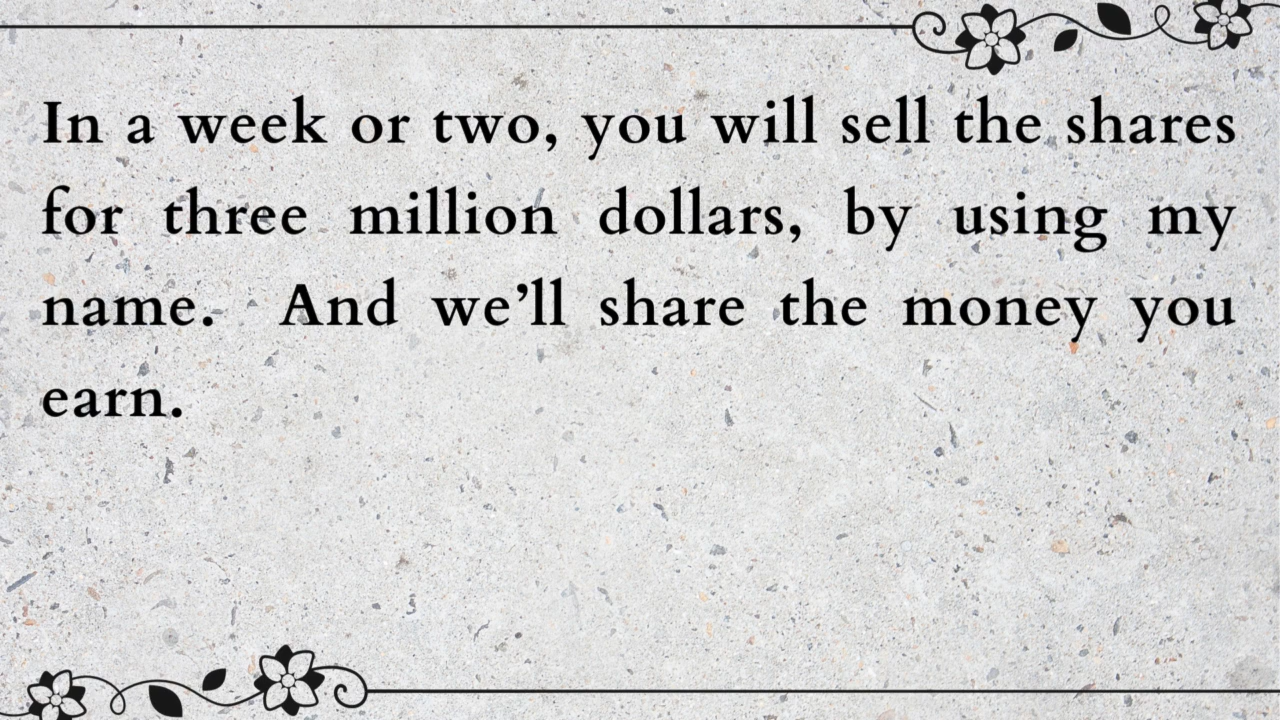 In a week or two, you will sell the shares
for three million dollars, by using my
name.  And we’ll share the money you
earn.